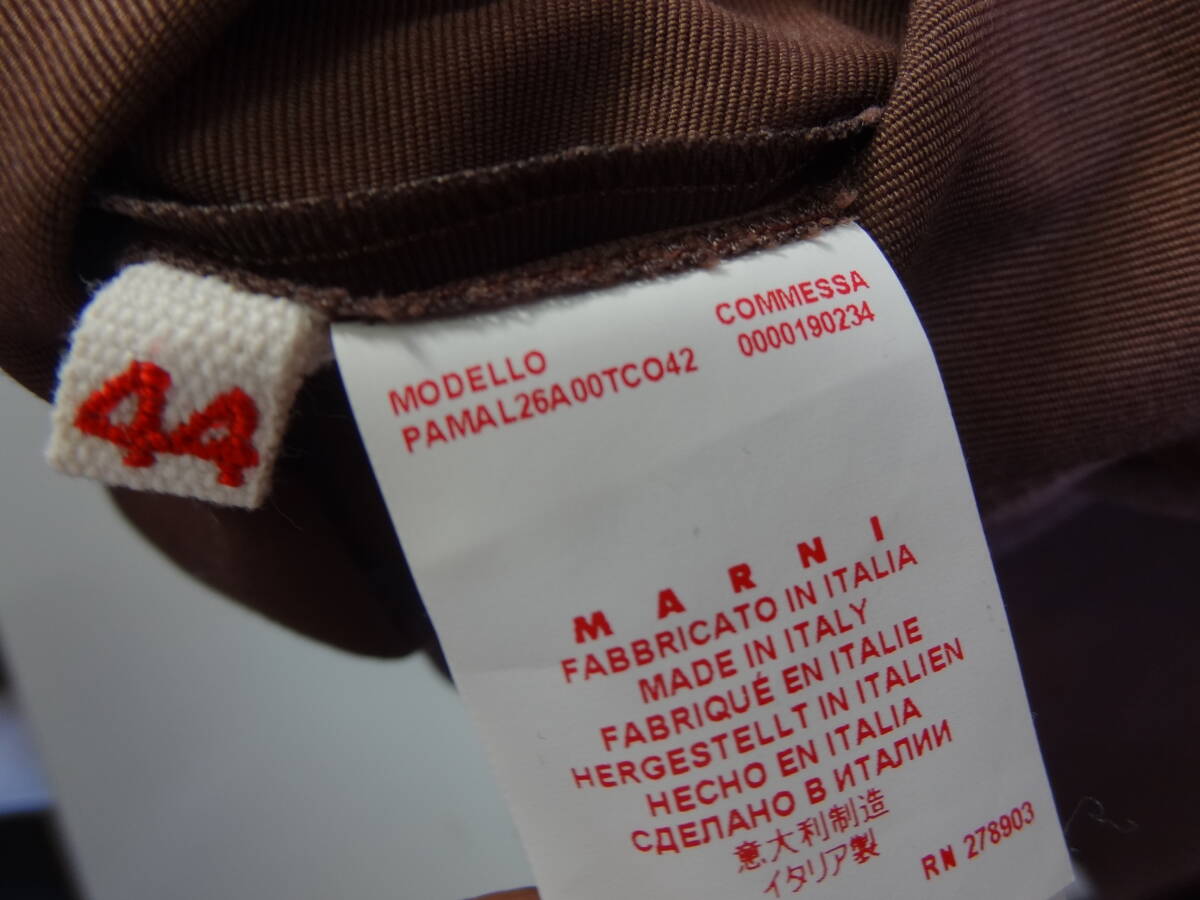 44
MODELLO
PAMAL26A00TCO42
COMMESSA
0000190234
MARNI
FABBRICATO IN ITALIA
MADE IN ITALY
FABRIQUÉ EN ITALIE
HERGESTELLT IN ITALIEN
HECHO EN ITALIA
СДЕЛАНО В ИТАЛИИ
意大利制造
イタリア製
RN 278903